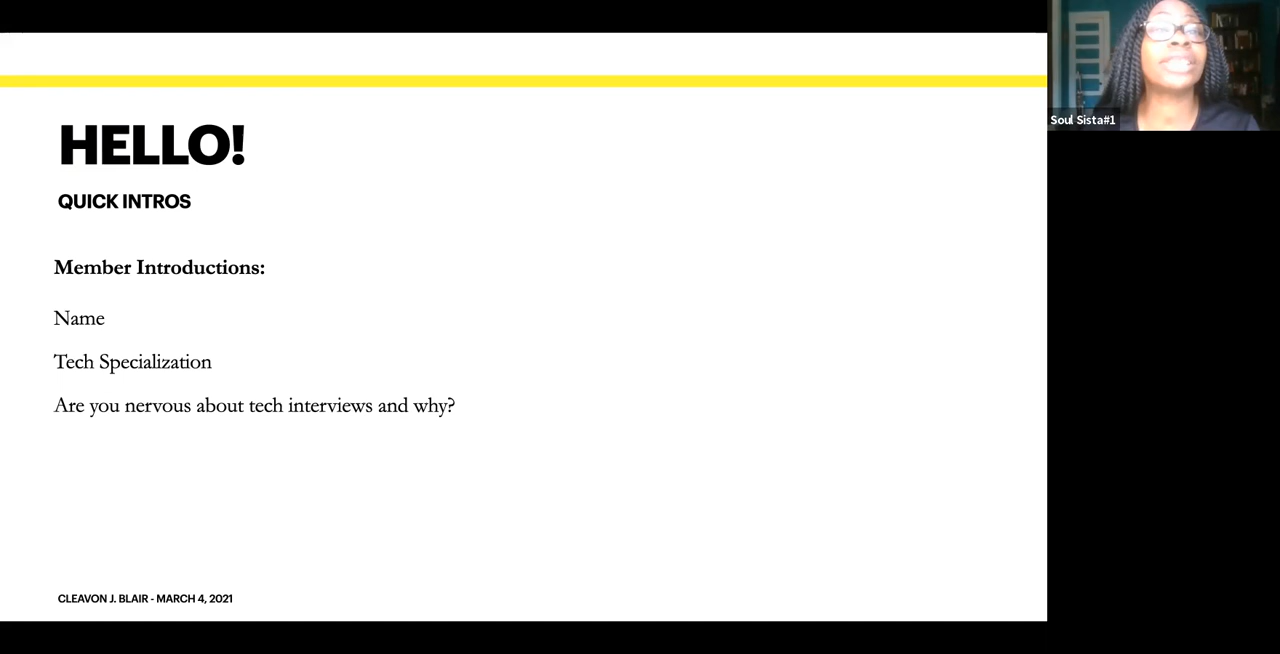 HELLO!
QUICK INTROS
Member Introductions:
Name
Tech Specialization
Are you nervous about tech interviews and why?
CLEAVON J. BLAIR - MARCH 4, 2021
Soul Sista#1